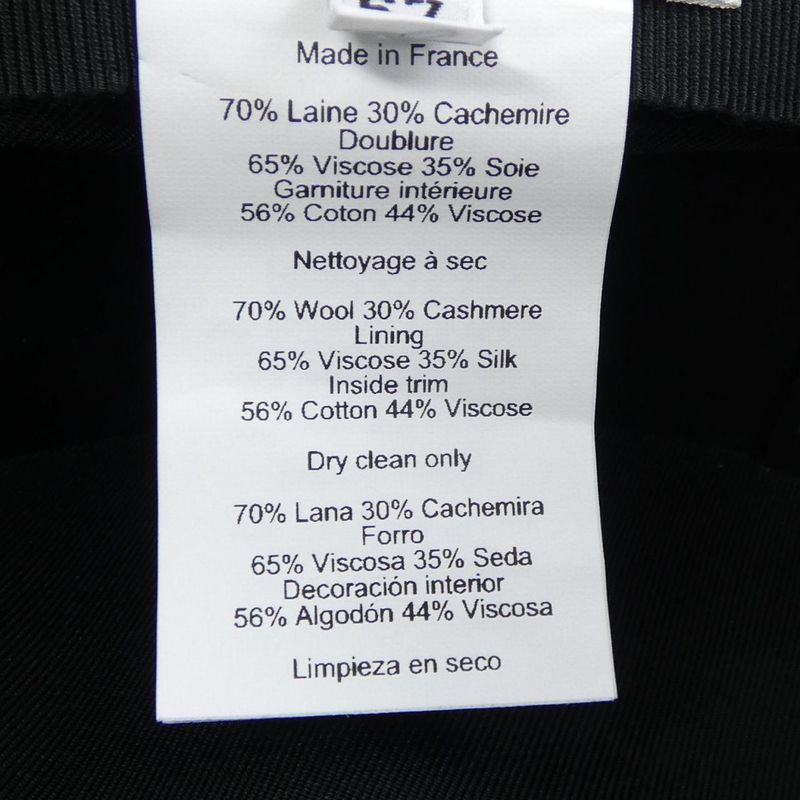 Made in France
70% Laine 30% Cachemire
Doublure
65% Viscose 35% Soie
Garniture intérieure
56% Coton 44% Viscose
Nettoyage à sec
70% Wool 30% Cashmere
Lining
65% Viscose 35% Silk
Inside trim
56% Cotton 44% Viscose
Dry clean only
70% Lana 30% Cachemira
Forro
65% Viscosa 35% Seda
Decoración interior
56% Algodón 44% Viscosa
Limpieza en seco